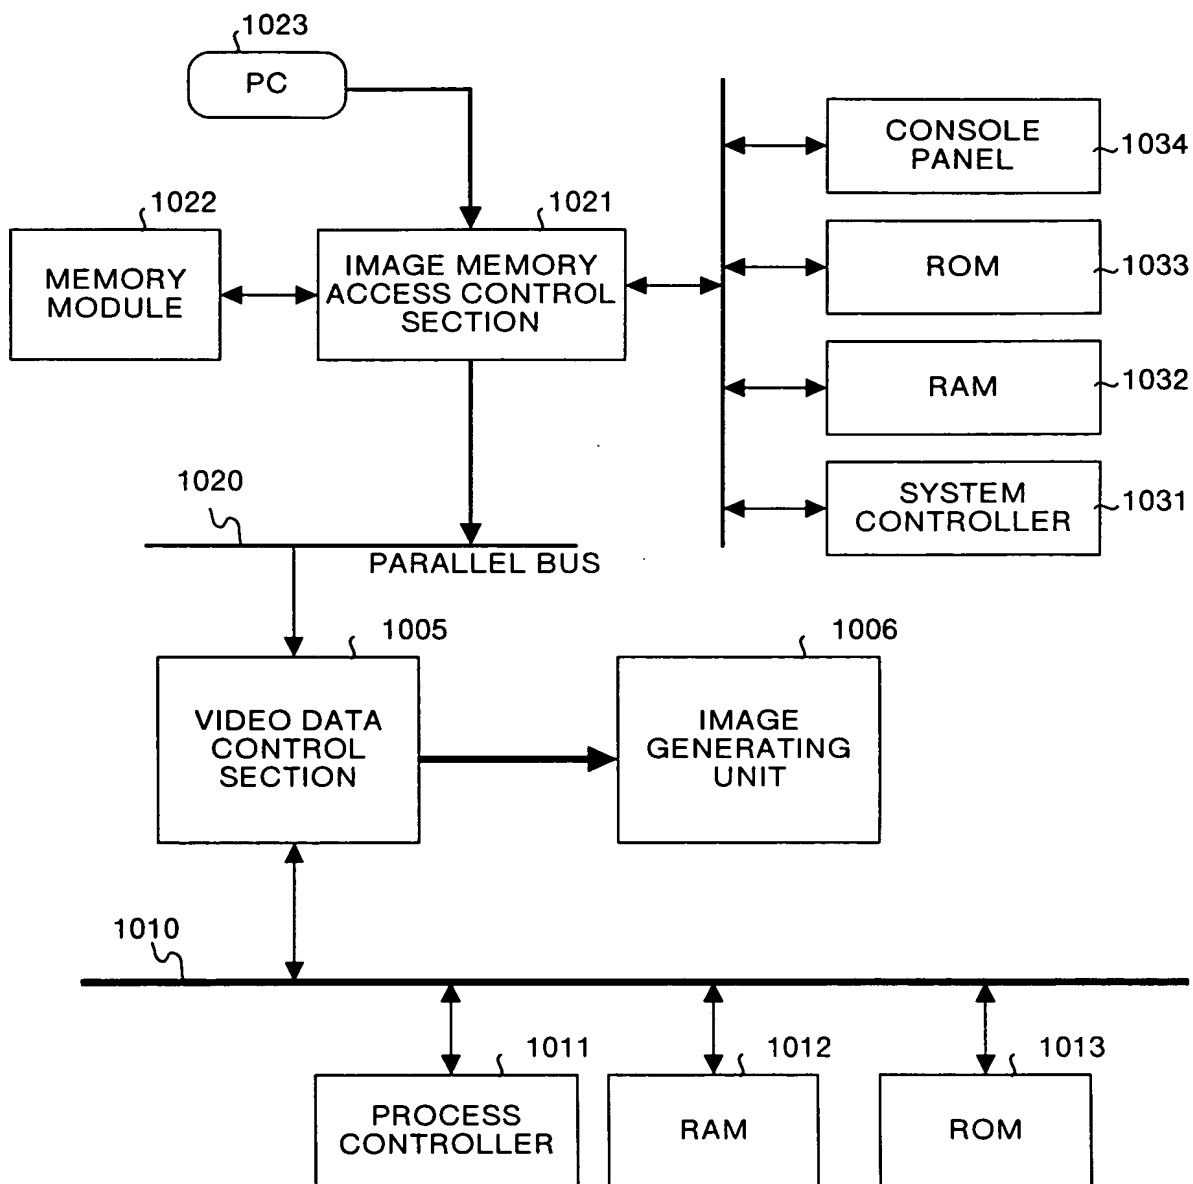 1023
PC
CONSOLE
PANEL
1034
1022
1021
MEMORY
MODULE
IMAGE MEMORY
ACCESS CONTROL
SECTION
ROM
1033
RAM
1032
1020
SYSTEM
CONTROLLER
1031
PARALLEL BUS
1005
1006
VIDEO DATA
CONTROL
SECTION
IMAGE
GENERATING
UNIT
1010
1011
1012
1013
PROCESS
CONTROLLER
RAM
ROM